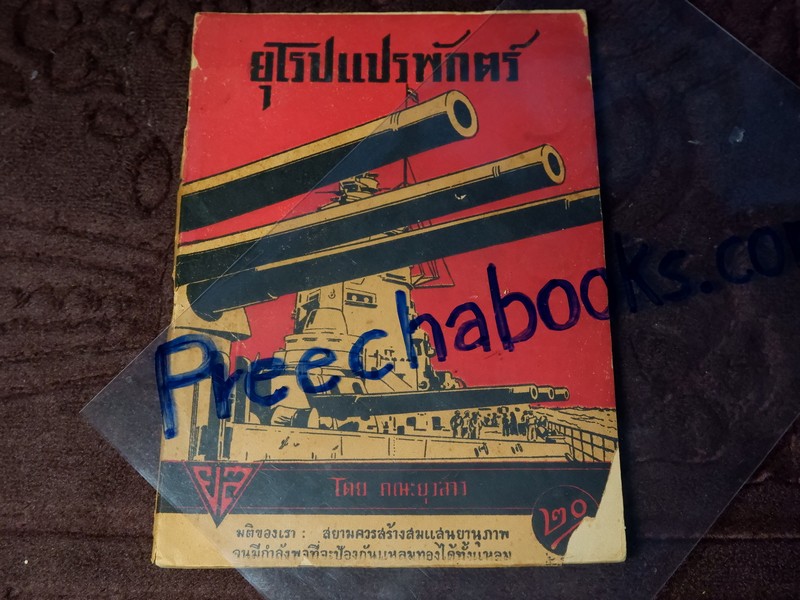 ยุโรปแปรพักตร์
Preechabooks.com
ยส
โดย คณะยุวสาว
๒๐
มติของเรา : สยามควรสร้างสมแสนยานุภาพ
จนมีกำลังพอที่จะป้องกันแหลมทองได้ทั้งแหลม